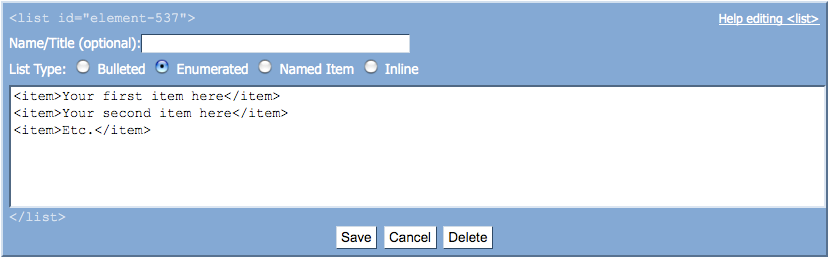 <list id="element-537"> Help editing <list>
Name/Title (optional):
List Type: Bulleted Enumerated Named Item Inline
<item>Your first item here</item>
<item>Your second item here</item>
<item>Etc.</item>
</list>
Save Cancel Delete